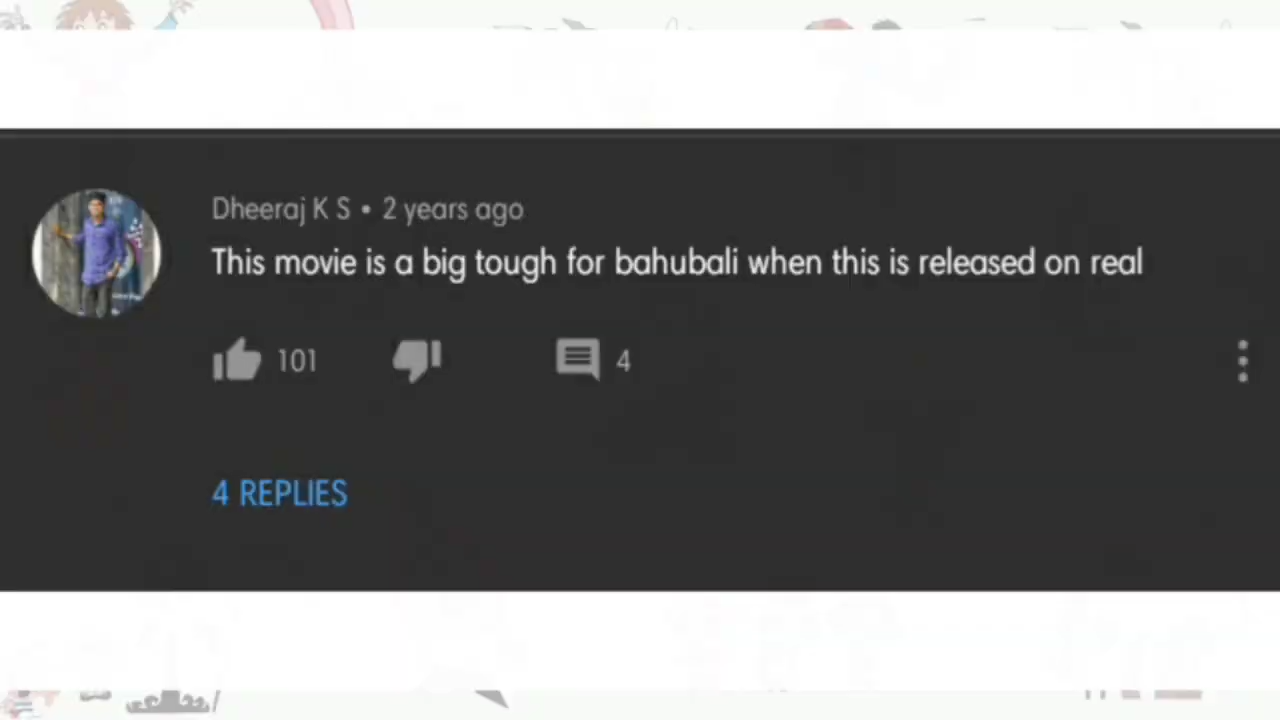 Dheeraj K S • 2 years ago
This movie is a big tough for bahubali when this is released on real
101
4
4 REPLIES